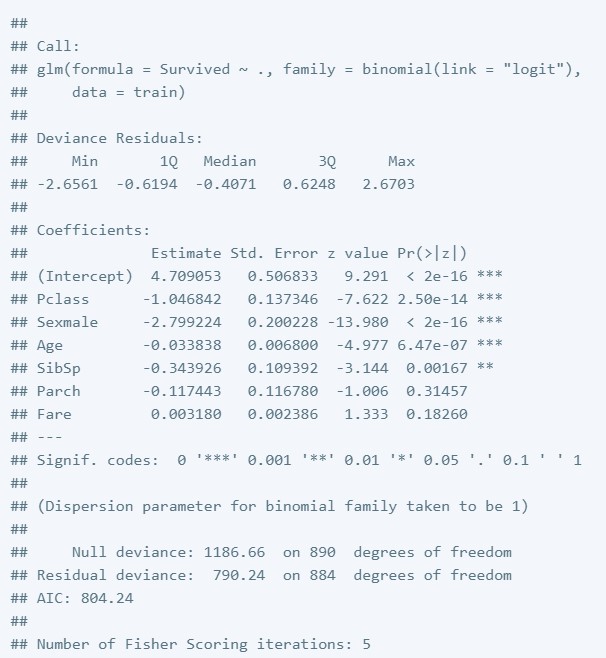 ##
## Call:
## glm(formula = Survived ~ ., family = binomial(link = "logit"),
##     data = train)
##
## Deviance Residuals:
##     Min       1Q   Median       3Q      Max
## -2.6561  -0.6194  -0.4071   0.6248   2.6703
##
## Coefficients:
##              Estimate Std. Error z value Pr(>|z|)
## (Intercept)  4.709053   0.506833   9.291  < 2e-16 ***
## Pclass      -1.046842   0.137346  -7.622 2.50e-14 ***
## Sexmale     -2.799224   0.200228 -13.980  < 2e-16 ***
## Age         -0.033838   0.006800  -4.977 6.47e-07 ***
## SibSp       -0.343926   0.109392  -3.144  0.00167 **
## Parch       -0.117443   0.116780  -1.006  0.31457
## Fare         0.003180   0.002386   1.333  0.18260
## ---
## Signif. codes:  0 '***' 0.001 '**' 0.01 '*' 0.05 '.' 0.1 ' ' 1
##
## (Dispersion parameter for binomial family taken to be 1)
##
##     Null deviance: 1186.66  on 890  degrees of freedom
## Residual deviance:  790.24  on 884  degrees of freedom
## AIC: 804.24
##
## Number of Fisher Scoring iterations: 5